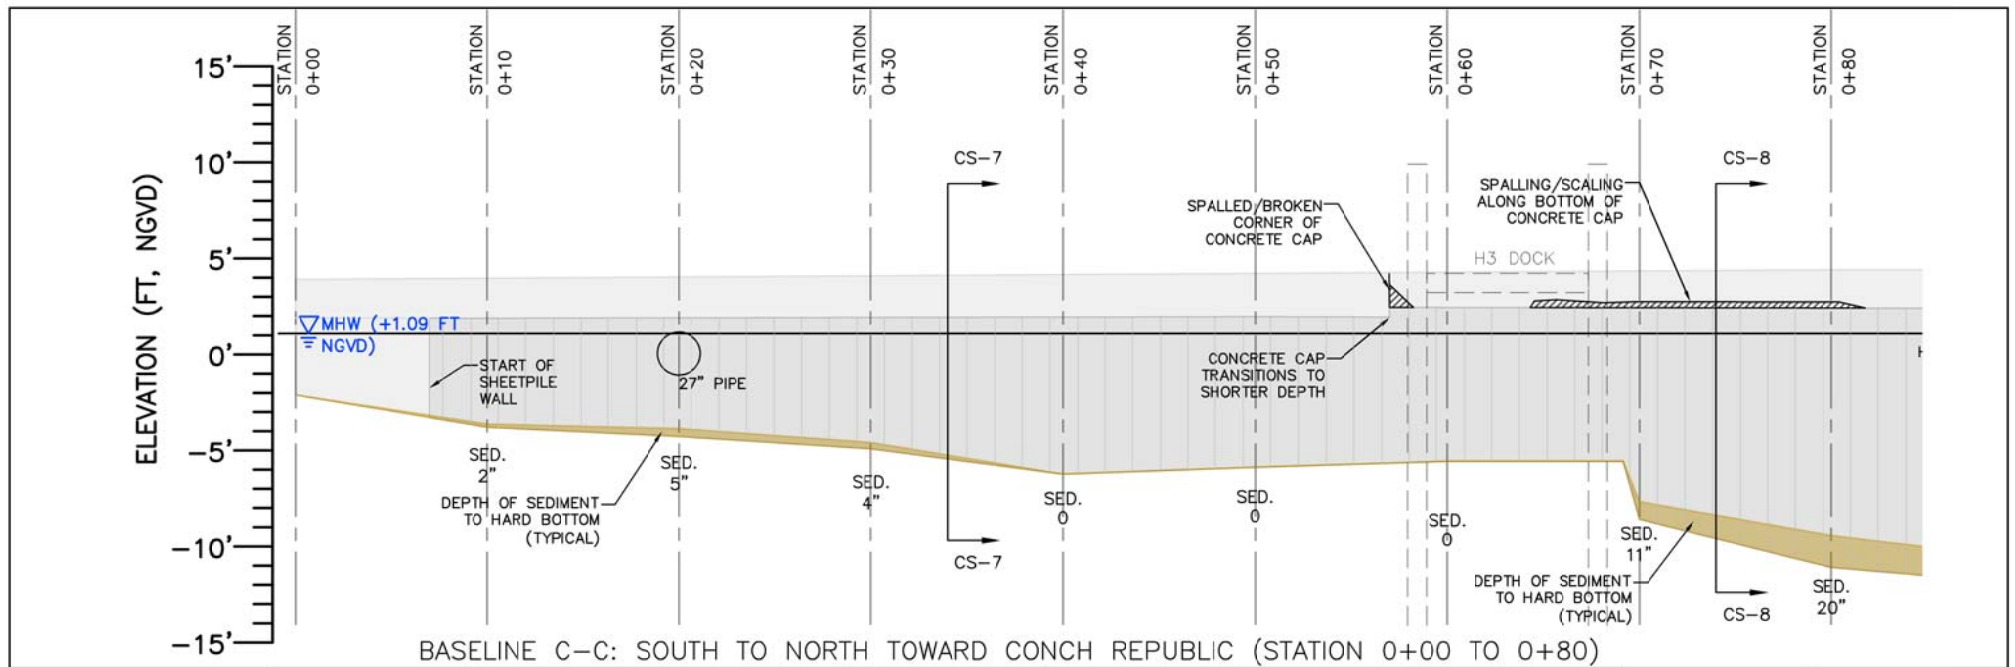 STATION
0+00
STATION
0+10
STATION
0+20
STATION
0+30
STATION
0+40
STATION
0+50
STATION
0+60
STATION
0+70
STATION
0+80
ELEVATION (FT, NGVD)
15'
10'
5'
0'
-5'
-10'
-15'
CS-7
CS-8
SPALLED/BROKEN
CORNER OF
CONCRETE CAP
SPALLING/SCALING
ALONG BOTTOM OF
CONCRETE CAP
H3 DOCK
MHW (+1.09 FT
NGVD)
START OF
SHEETPILE
WALL
27" PIPE
CONCRETE CAP
TRANSITIONS TO
SHORTER DEPTH
SED.
2"
SED.
5"
SED.
4"
SED.
0
SED.
0
SED.
0
SED.
11"
SED.
20"
DEPTH OF SEDIMENT
TO HARD BOTTOM
(TYPICAL)
DEPTH OF SEDIMENT
TO HARD BOTTOM
(TYPICAL)
CS-7
CS-8
BASELINE C-C: SOUTH TO NORTH TOWARD CONCH REPUBLIC (STATION 0+00 TO 0+80)